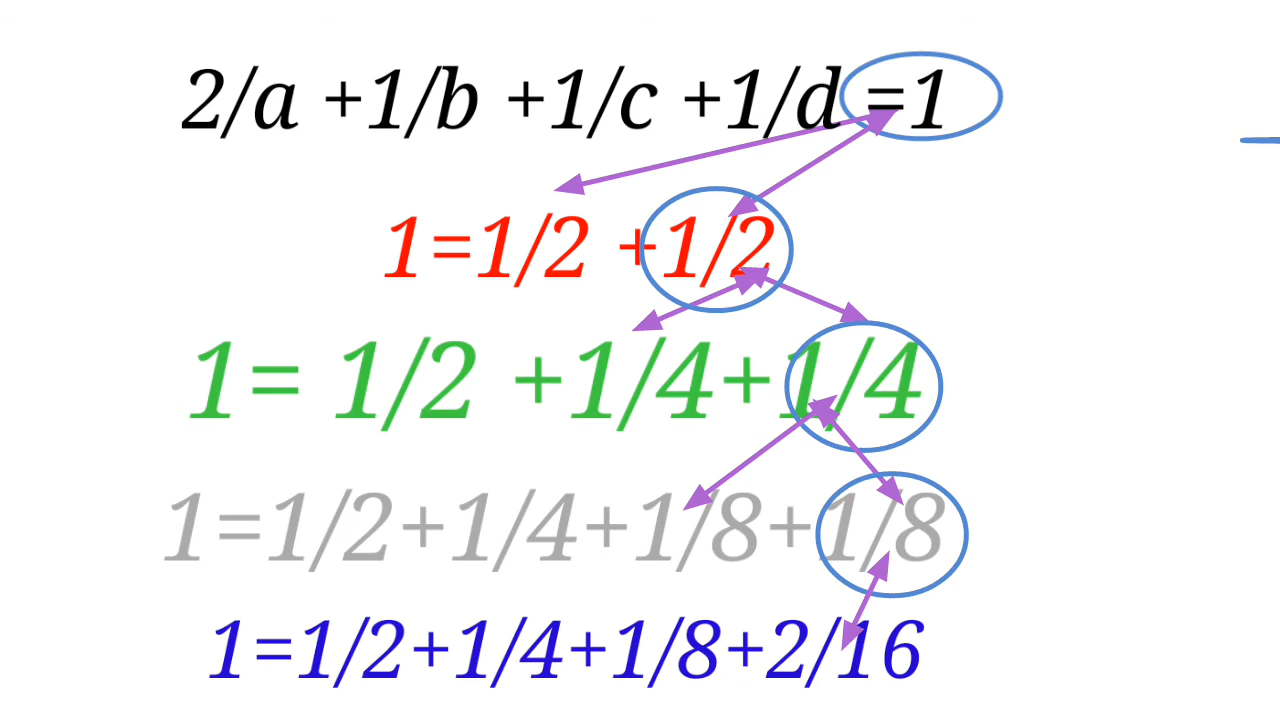 2/a +1/b +1/c +1/d =1
1=1/2 +1/2
1= 1/2 +1/4+1/4
1=1/2+1/4+1/8+1/8
1=1/2+1/4+1/8+2/16